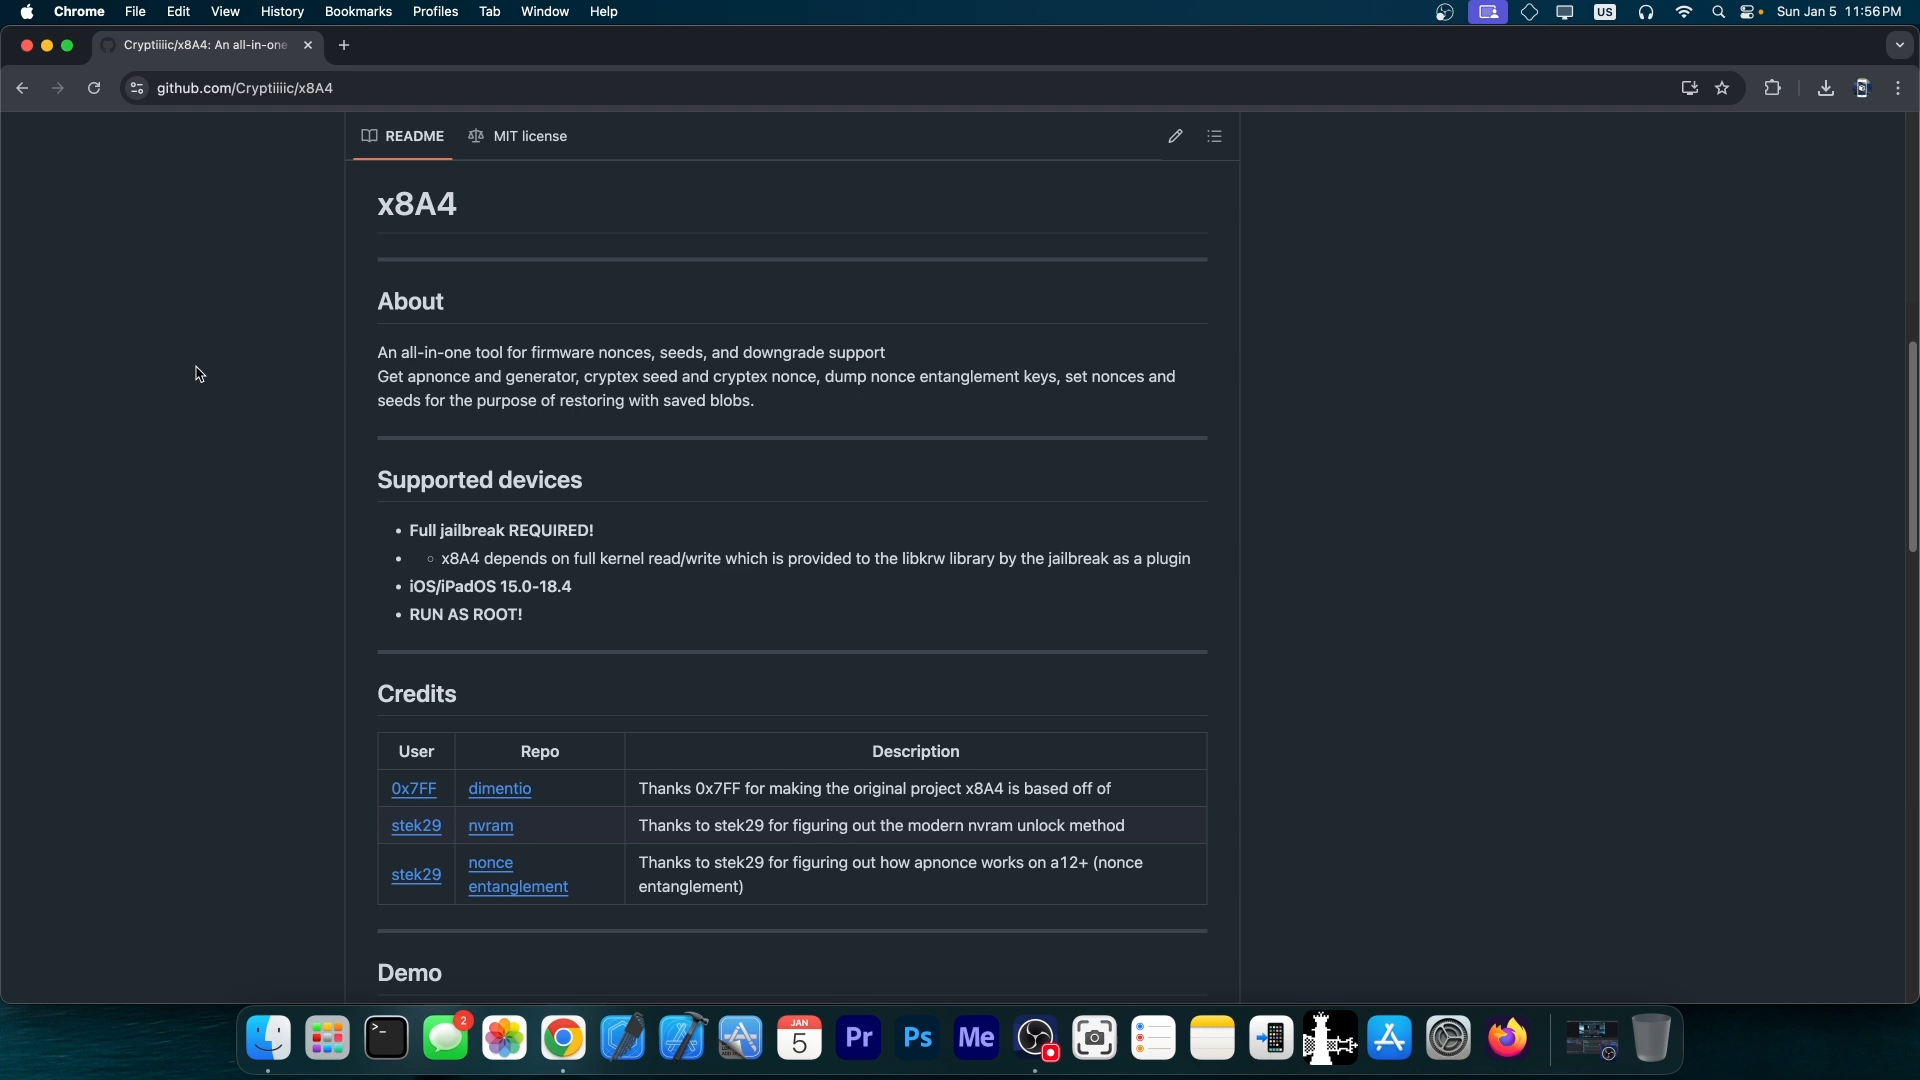 Chrome File Edit View History Bookmarks Profiles Tab Window Help
US
Sun Jan 5 11:56PM
Cryptiiiic/x8A4: An all-in-one
github.com/Cryptiiiic/x8A4
README MIT license
x8A4
About
An all-in-one tool for firmware nonces, seeds, and downgrade support
Get apnonce and generator, cryptex seed and cryptex nonce, dump nonce entanglement keys, set nonces and
seeds for the purpose of restoring with saved blobs.
Supported devices
Full jailbreak REQUIRED!
x8A4 depends on full kernel read/write which is provided to the libkrw library by the jailbreak as a plugin
iOS/iPadOS 15.0-18.4
RUN AS ROOT!
Credits
User Repo Description
0x7FF dimentio Thanks 0x7FF for making the original project x8A4 is based off of
stek29 nvram Thanks to stek29 for figuring out the modern nvram unlock method
stek29 nonce entanglement Thanks to stek29 for figuring out how apnonce works on a12+ (nonce
entanglement)
Demo
>_
2
JAN
5
Pr
Ps
Me